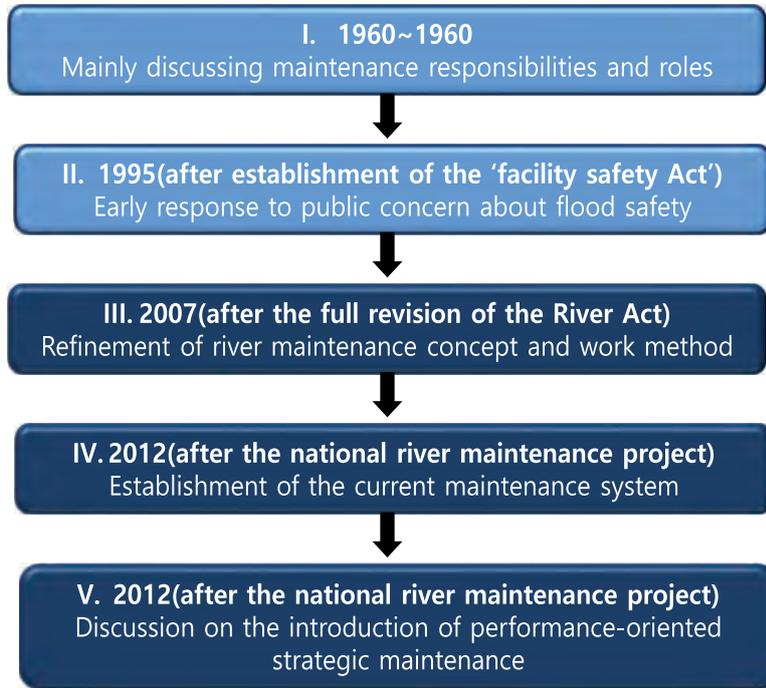 I. 1960~1960
Mainly discussing maintenance responsibilities and roles
II. 1995(after establishment of the ‘facility safety Act’)
Early response to public concern about flood safety
III. 2007(after the full revision of the River Act)
Refinement of river maintenance concept and work method
IV. 2012(after the national river maintenance project)
Establishment of the current maintenance system
V. 2012(after the national river maintenance project)
Discussion on the introduction of performance-oriented
strategic maintenance